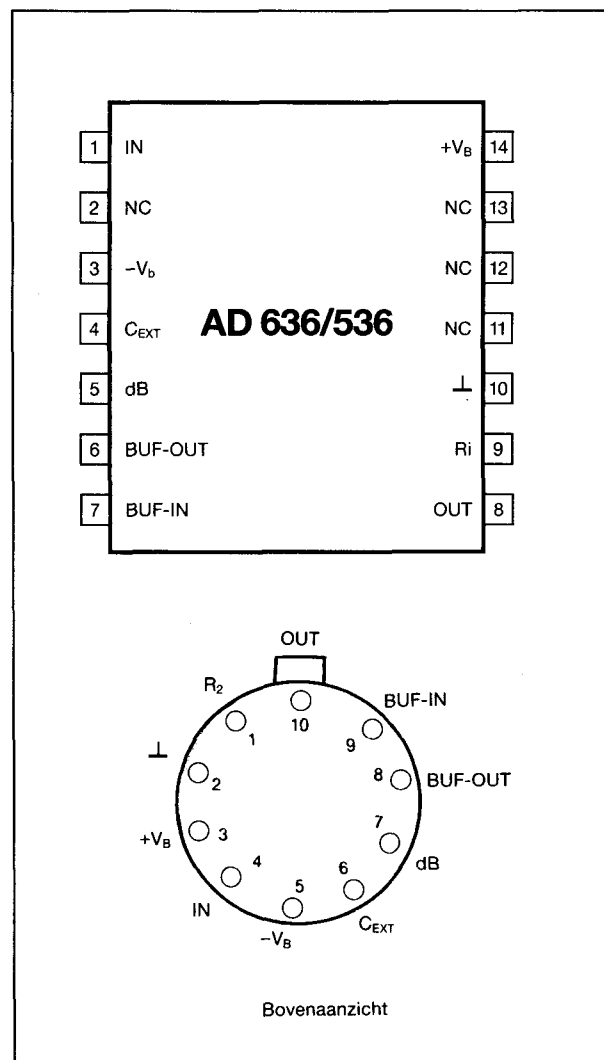 1 IN +V_B 14
2 NC NC 13
3 −V_b NC 12
AD 636/536
4 C_EXT NC 11
5 dB ⊥ 10
6 BUF-OUT Ri 9
7 BUF-IN OUT 8
OUT
R₂ BUF-IN
10
1 9
⊥ BUF-OUT
2 8
+V_B 3 7
dB
4 6
IN 5 C_EXT
−V_B
Bovenaanzicht